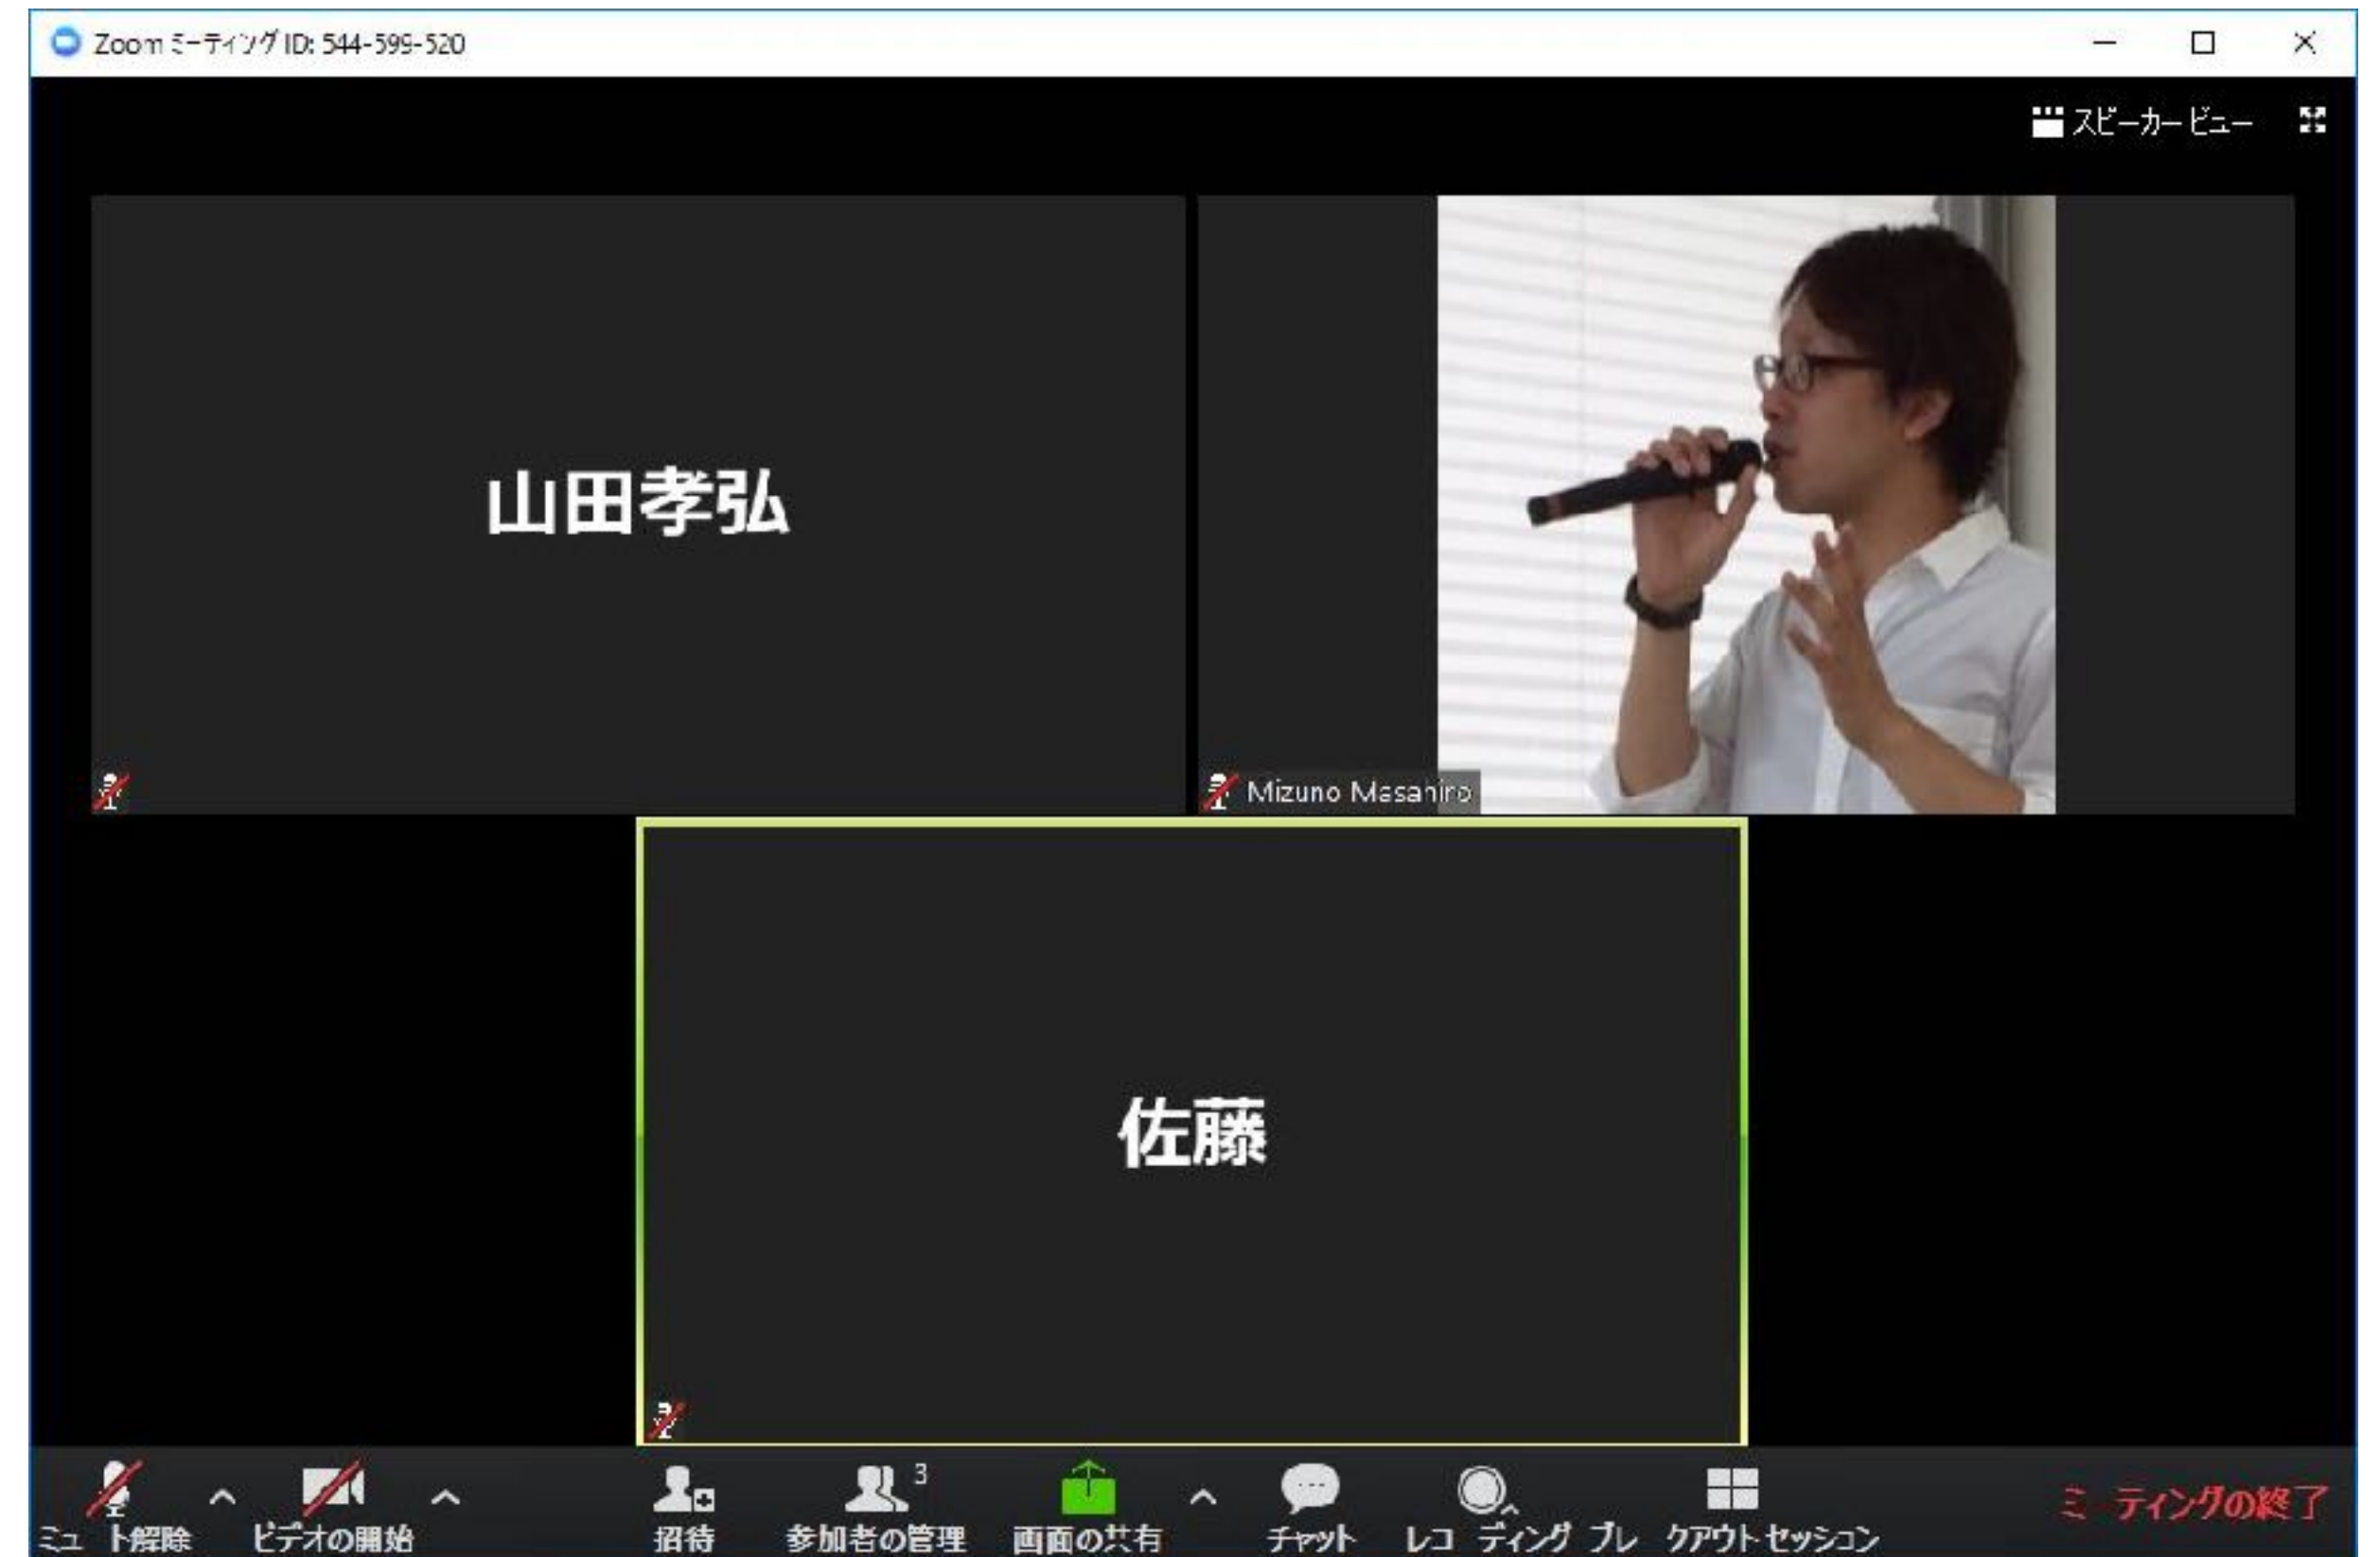 Zoom ミーティング ID: 544-599-520
スピーカー ビュー
山田孝弘
Mizuno Masahiro
佐藤
3
ミュート解除 ビデオの開始 招待 参加者の管理 画面の共有 チャット レコーディング ブレークアウト セッション ミーティングの終了